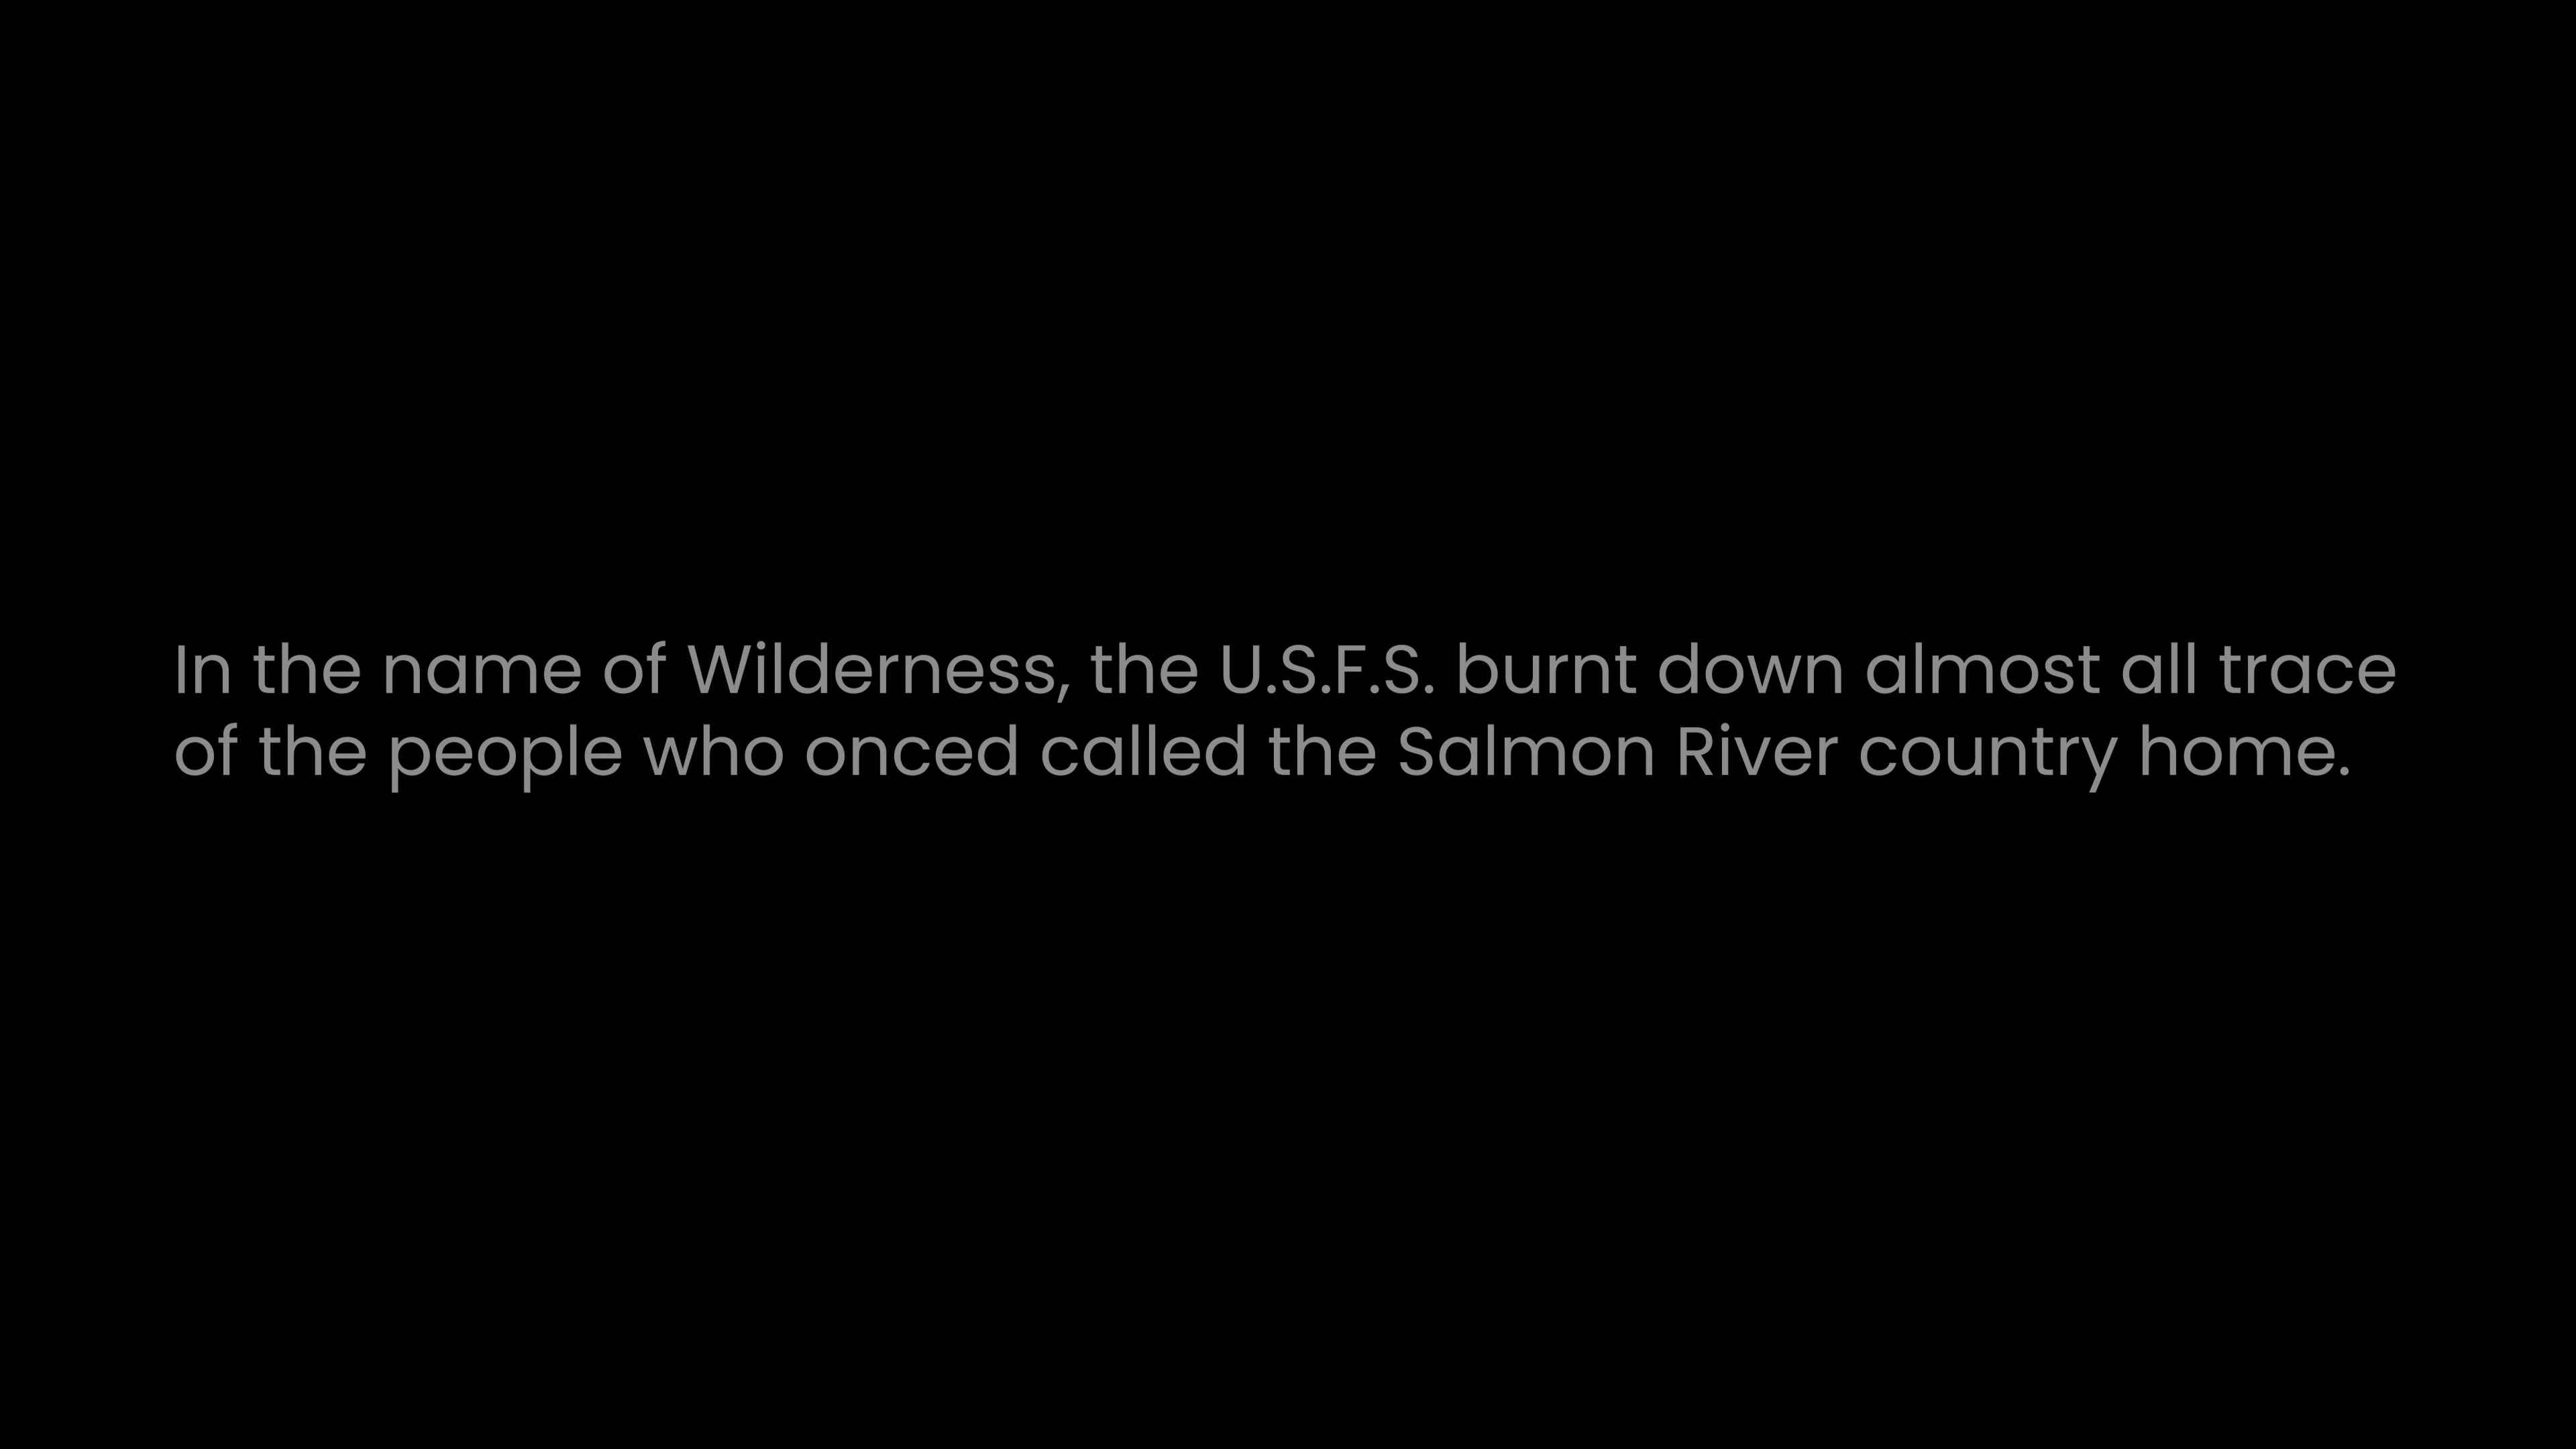 In the name of Wilderness, the U.S.F.S. burnt down almost all trace
of the people who onced called the Salmon River country home.